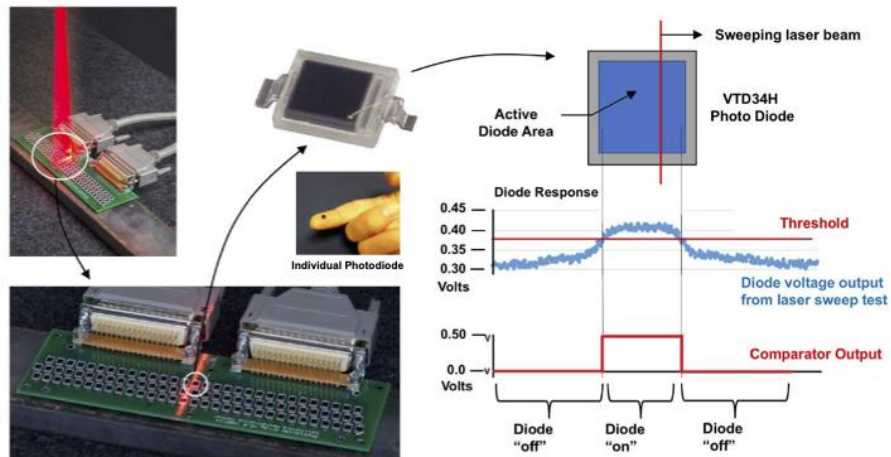 Sweeping laser beam
Active
Diode Area
VTD34H
Photo Diode
Individual Photodiode
Diode Response
0.45
0.40
0.35
0.30
Volts
Threshold
Diode voltage output
from laser sweep test
0.50
V
0.0
V
Volts
Comparator Output
Diode
“off”
Diode
“on”
Diode
“off”